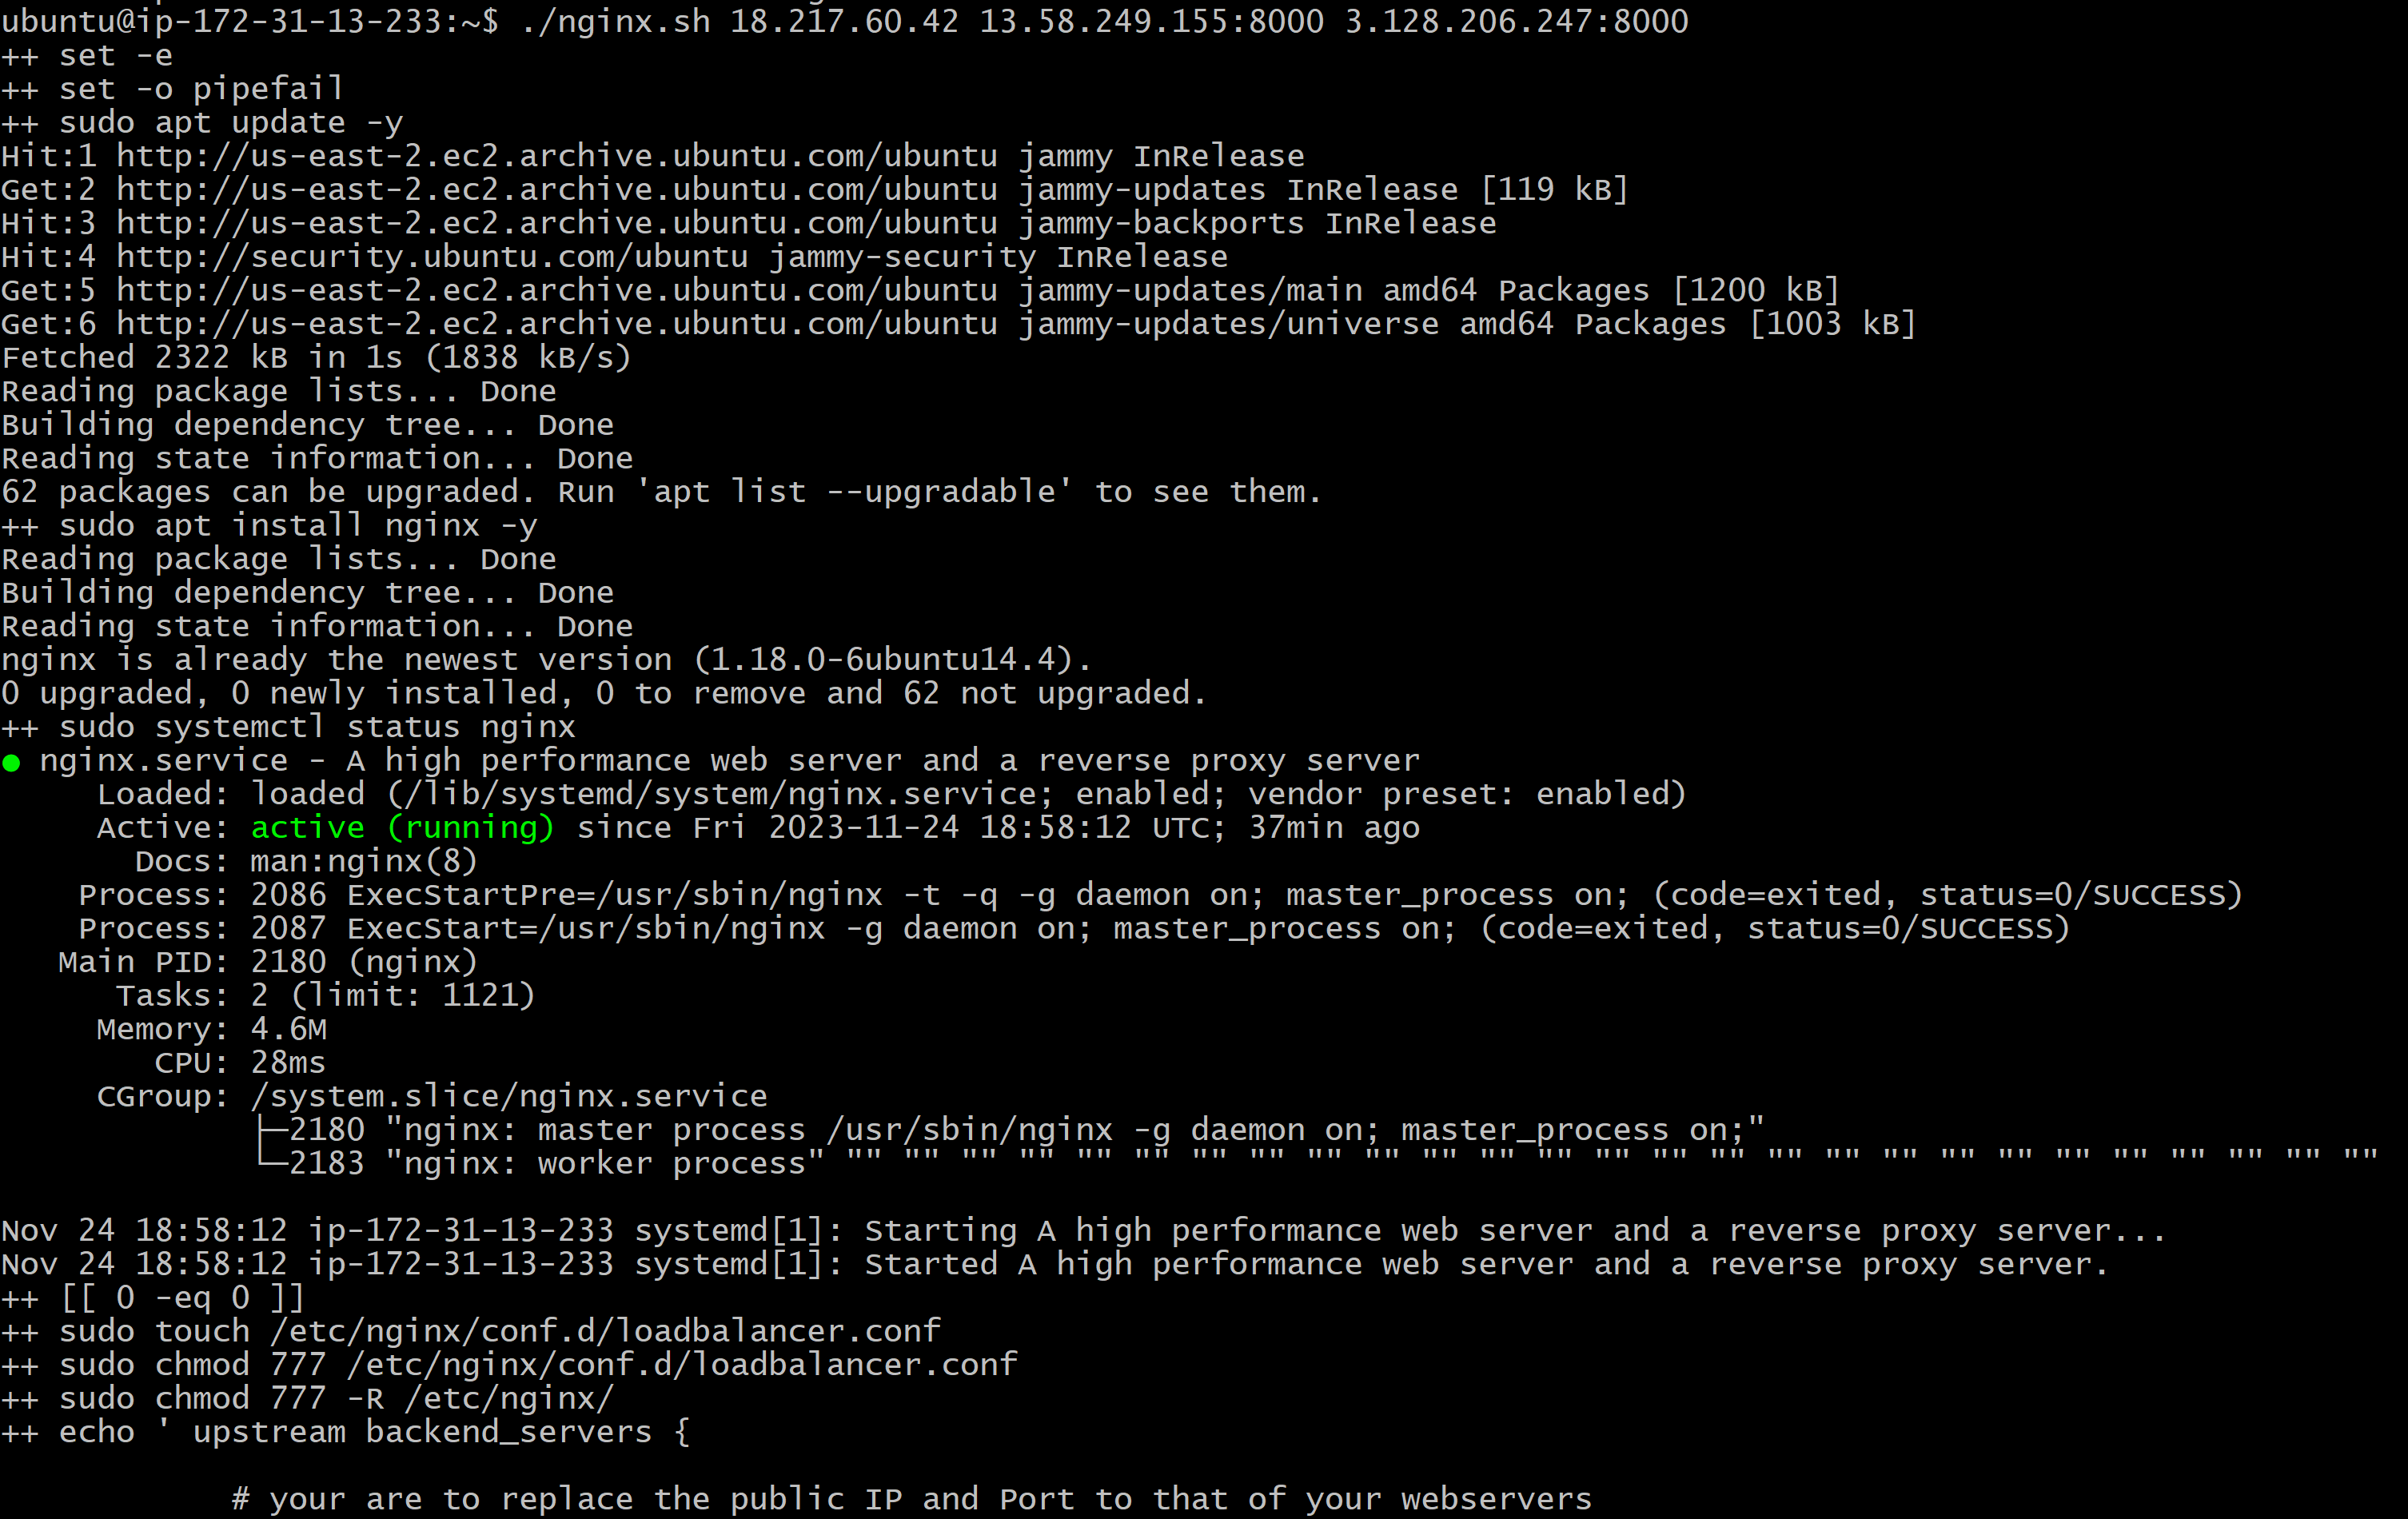 ubuntu@ip-172-31-13-233:~$ ./nginx.sh 18.217.60.42 13.58.249.155:8000 3.128.206.247:8000
++ set -e
++ set -o pipefail
++ sudo apt update -y
Hit:1 http://us-east-2.ec2.archive.ubuntu.com/ubuntu jammy InRelease
Get:2 http://us-east-2.ec2.archive.ubuntu.com/ubuntu jammy-updates InRelease [119 kB]
Hit:3 http://us-east-2.ec2.archive.ubuntu.com/ubuntu jammy-backports InRelease
Hit:4 http://security.ubuntu.com/ubuntu jammy-security InRelease
Get:5 http://us-east-2.ec2.archive.ubuntu.com/ubuntu jammy-updates/main amd64 Packages [1200 kB]
Get:6 http://us-east-2.ec2.archive.ubuntu.com/ubuntu jammy-updates/universe amd64 Packages [1003 kB]
Fetched 2322 kB in 1s (1838 kB/s)
Reading package lists... Done
Building dependency tree... Done
Reading state information... Done
62 packages can be upgraded. Run 'apt list --upgradable' to see them.
++ sudo apt install nginx -y
Reading package lists... Done
Building dependency tree... Done
Reading state information... Done
nginx is already the newest version (1.18.0-6ubuntu14.4).
0 upgraded, 0 newly installed, 0 to remove and 62 not upgraded.
++ sudo systemctl status nginx
● nginx.service - A high performance web server and a reverse proxy server
     Loaded: loaded (/lib/systemd/system/nginx.service; enabled; vendor preset: enabled)
     Active: active (running) since Fri 2023-11-24 18:58:12 UTC; 37min ago
       Docs: man:nginx(8)
    Process: 2086 ExecStartPre=/usr/sbin/nginx -t -q -g daemon on; master_process on; (code=exited, status=0/SUCCESS)
    Process: 2087 ExecStart=/usr/sbin/nginx -g daemon on; master_process on; (code=exited, status=0/SUCCESS)
   Main PID: 2180 (nginx)
      Tasks: 2 (limit: 1121)
     Memory: 4.6M
        CPU: 28ms
     CGroup: /system.slice/nginx.service
             ├─2180 "nginx: master process /usr/sbin/nginx -g daemon on; master_process on;"
             └─2183 "nginx: worker process" "" "" "" "" "" "" "" "" "" "" "" "" "" "" "" "" "" "" "" "" "" "" "" "" "" "" ""

Nov 24 18:58:12 ip-172-31-13-233 systemd[1]: Starting A high performance web server and a reverse proxy server...
Nov 24 18:58:12 ip-172-31-13-233 systemd[1]: Started A high performance web server and a reverse proxy server.
++ [[ 0 -eq 0 ]]
++ sudo touch /etc/nginx/conf.d/loadbalancer.conf
++ sudo chmod 777 /etc/nginx/conf.d/loadbalancer.conf
++ sudo chmod 777 -R /etc/nginx/
++ echo ' upstream backend_servers {

            # your are to replace the public IP and Port to that of your webservers